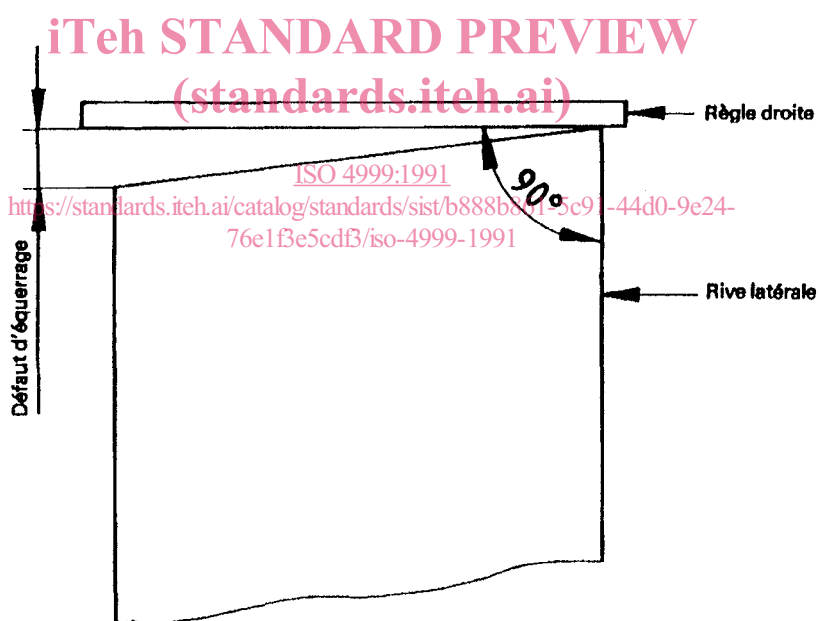 iTeh STANDARD PREVIEW
(standards.iteh.ai)
Règle droite
ISO 4999:1991
90°
https://standards.iteh.ai/catalog/standards/sist/b888b861-5c91-44d0-9e24-
76e1f3e5cdf3/iso-4999-1991
Rive latérale
Défaut d'équerrage